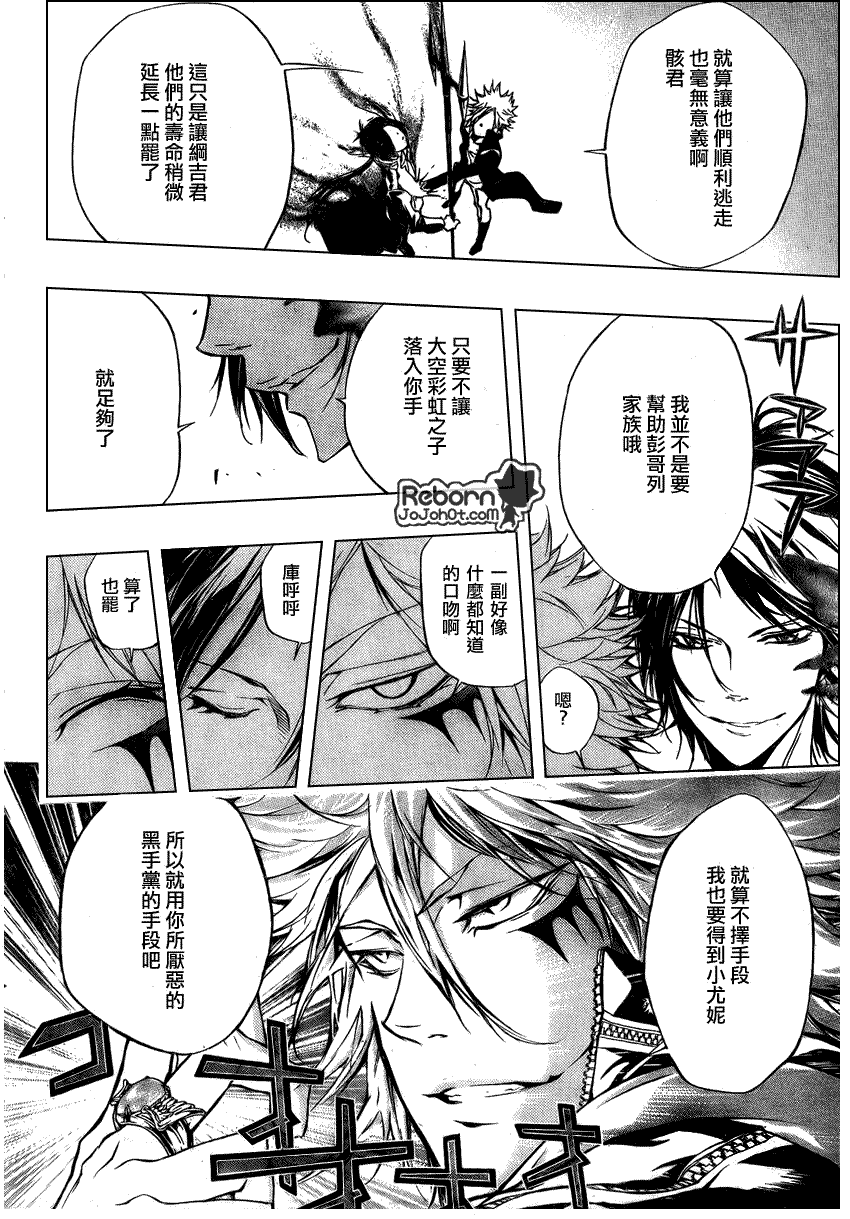 就算讓他們順利逃走
也毫無意義啊
骸君
這只是讓綱吉君
他們的壽命稍微
延長一點罷了
我並不是要
幫助彭哥列
家族哦
只要不讓
大空彩虹之子
落入你手
就足夠了
Reborn
JoJoHOt.coM
嗯?
一副好像
什麼都知道
的口吻啊
庫呼呼
算了
也罷
就算不擇手段
我也要得到小尤妮
所以就用你所厭惡的
黑手黨的手段吧